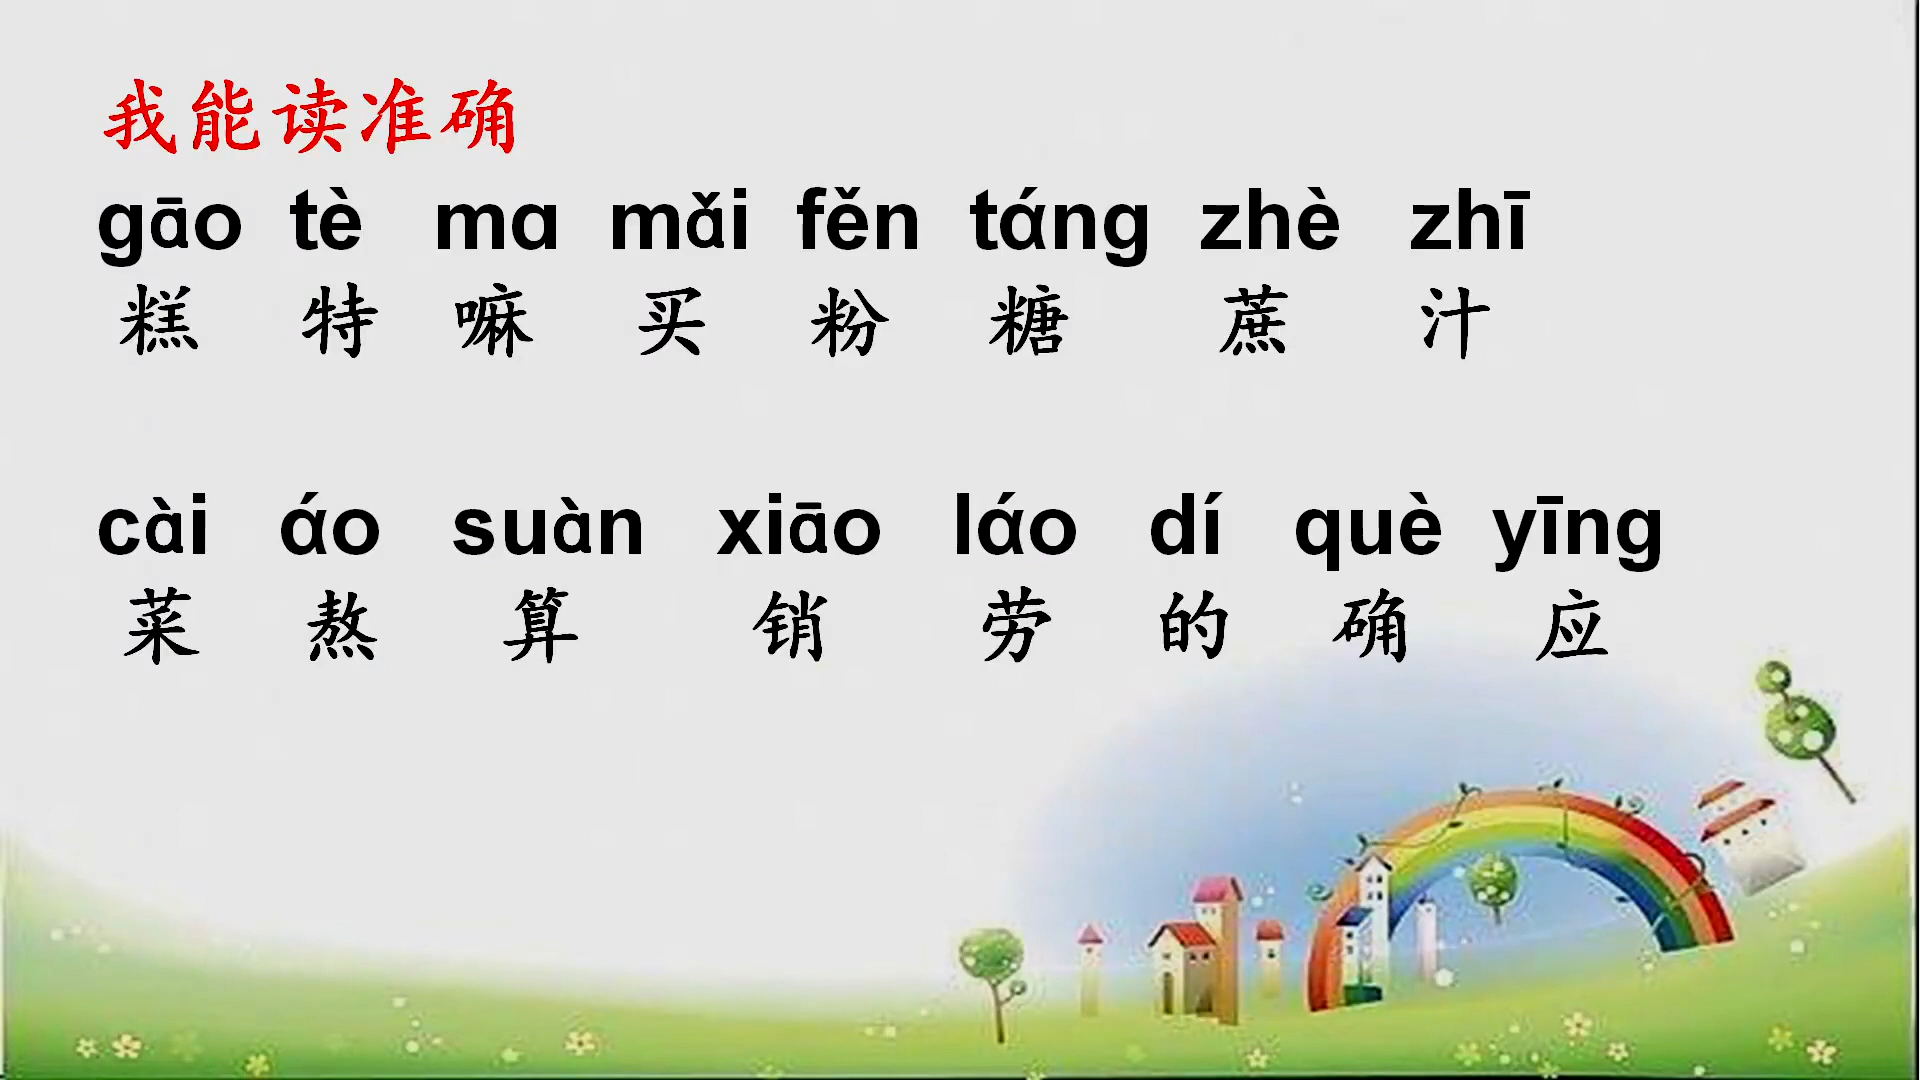 我能读准确
gāo tè ma mǎi fěn táng zhè zhī
糕 特 嘛 买 粉 糖 蔗 汁
cài áo suàn xiāo láo dí què yīng
菜 熬 算 销 劳 的 确 应